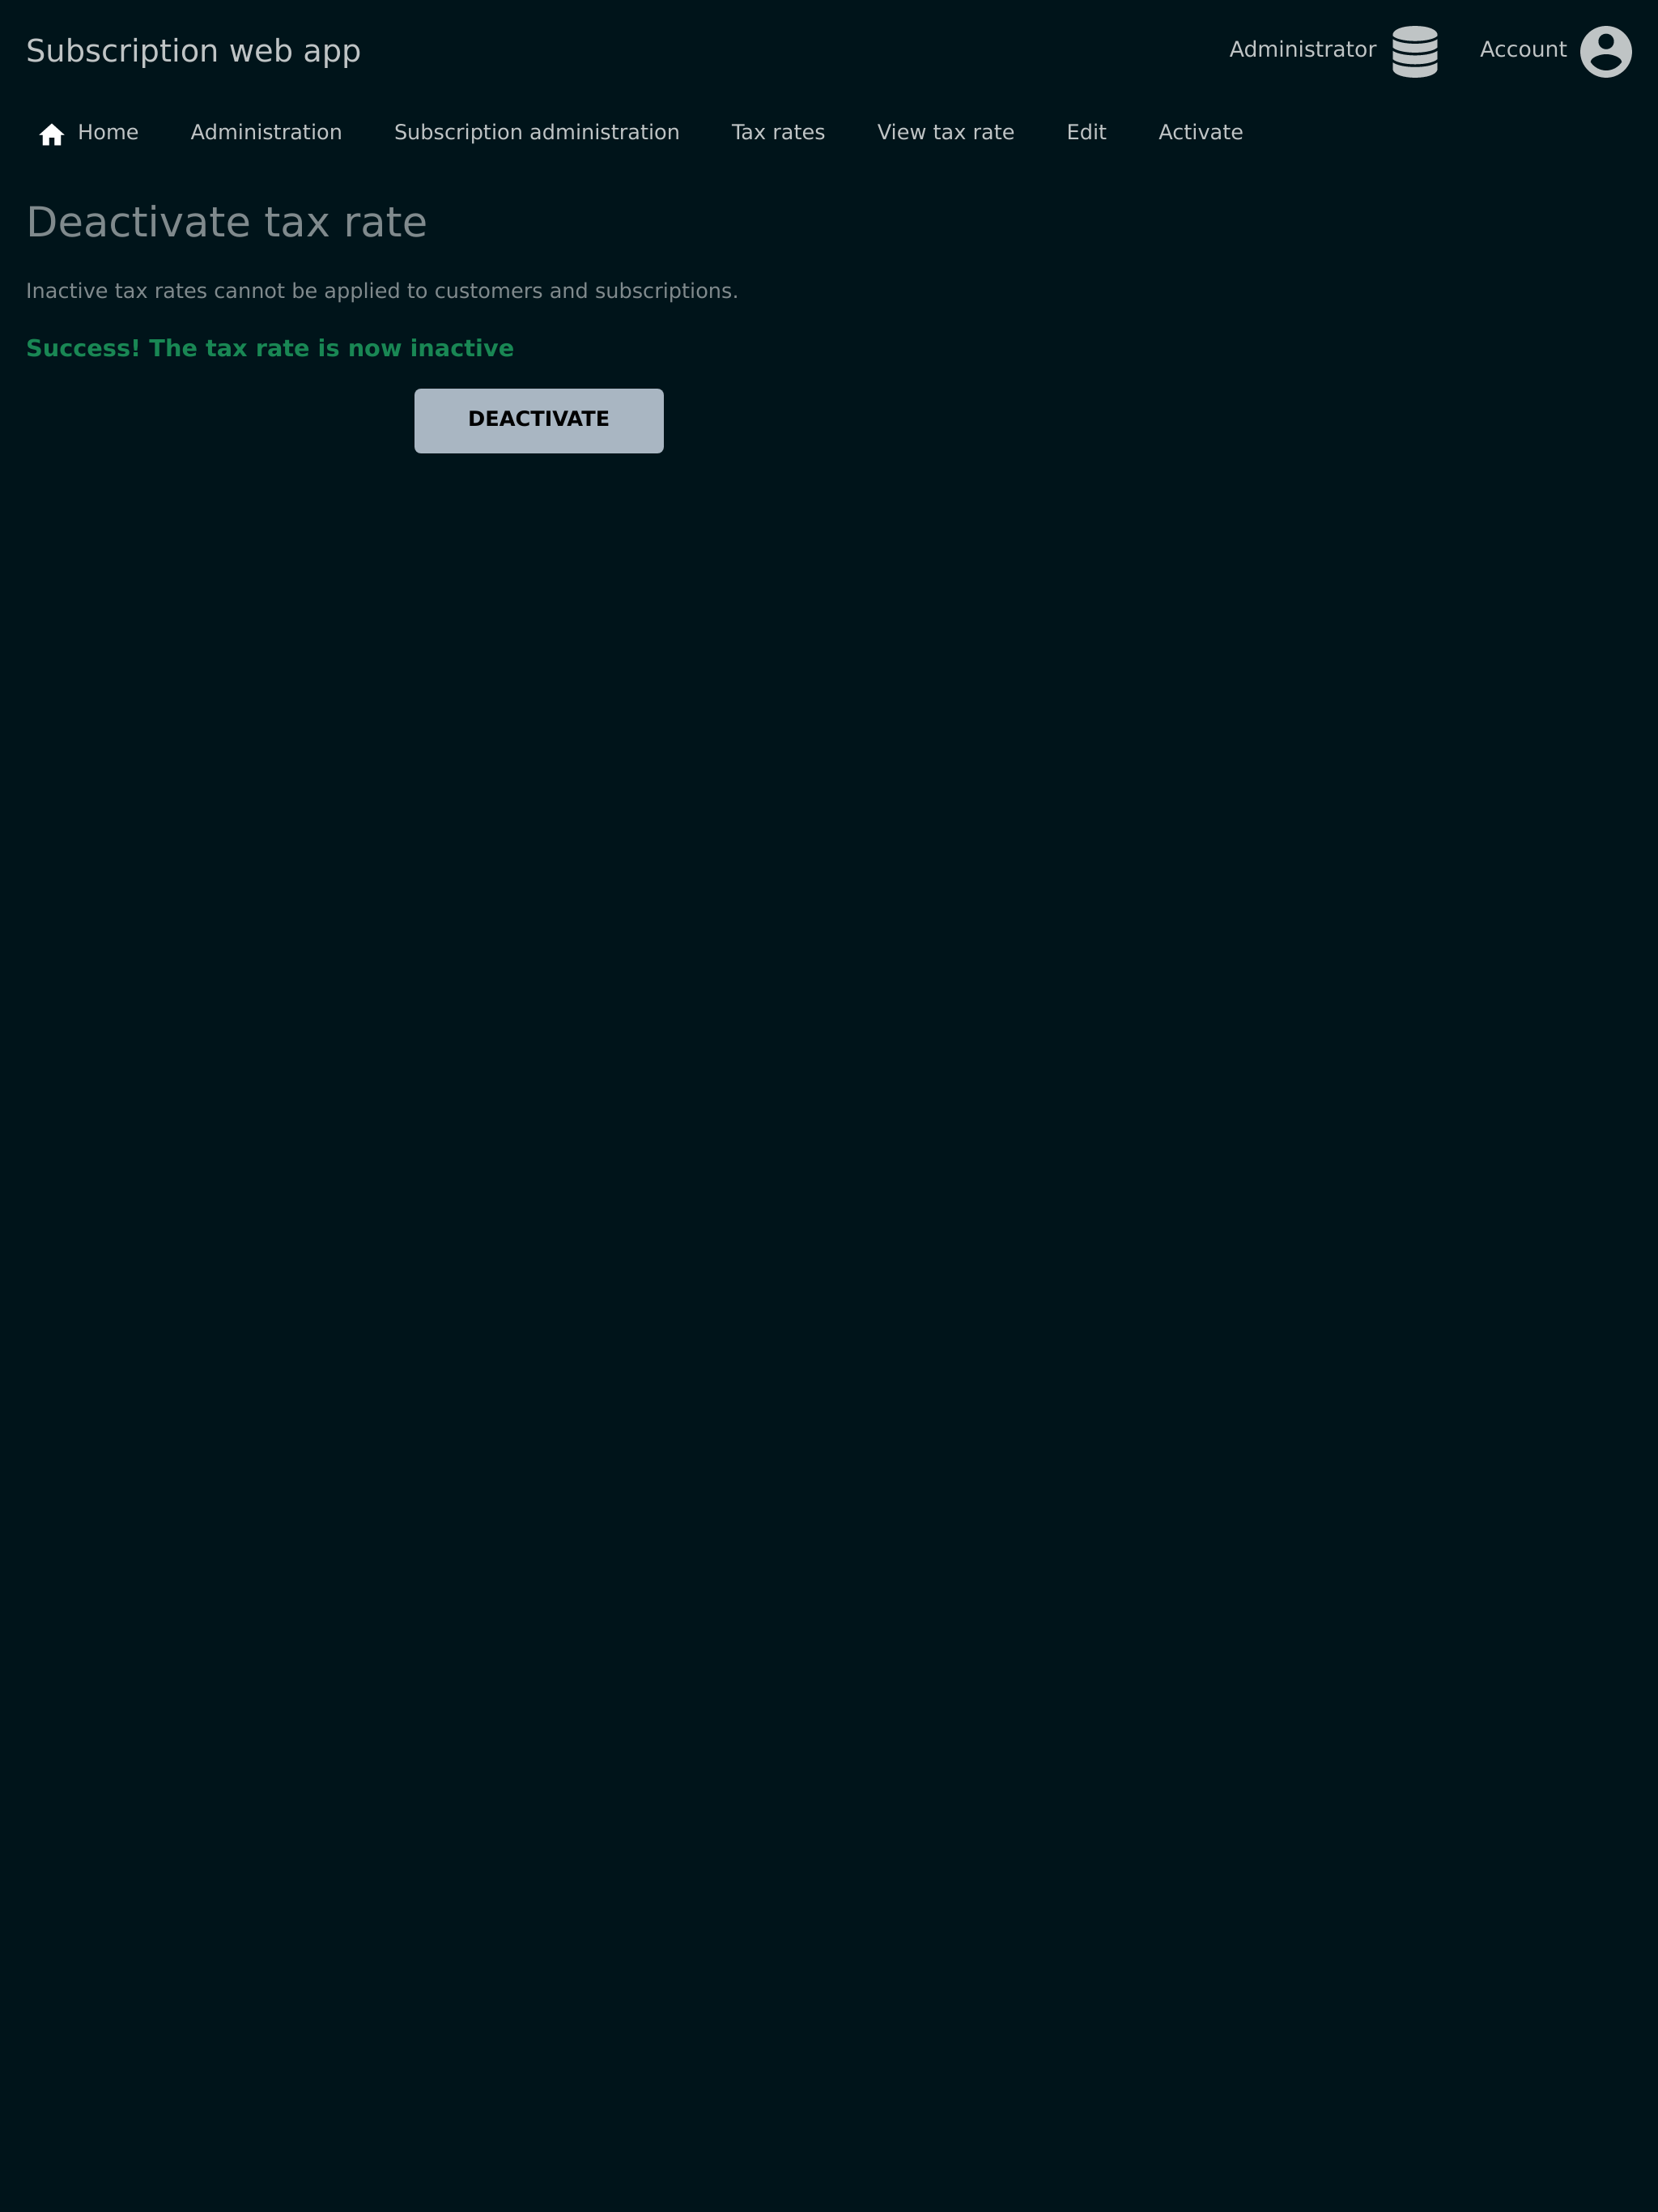 Subscription web app
Administrator
Account
Home Administration Subscription administration Tax rates View tax rate Edit Activate
Deactivate tax rate
Inactive tax rates cannot be applied to customers and subscriptions.
Success! The tax rate is now inactive
DEACTIVATE